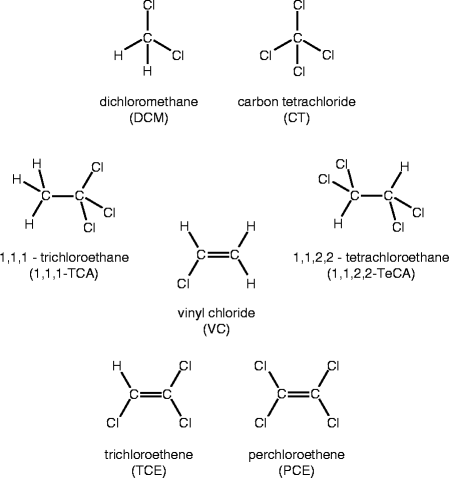 Cl
C
H Cl
H
dichloromethane
(DCM)
Cl
C
Cl Cl
Cl
carbon tetrachloride
(CT)
H
H Cl
C C
H Cl Cl
1,1,1 - trichloroethane
(1,1,1-TCA)
Cl H
Cl
C C
H Cl Cl
1,1,2,2 - tetrachloroethane
(1,1,2,2-TeCA)
H H
C C
Cl H
vinyl chloride
(VC)
H Cl
C C
Cl Cl
trichloroethene
(TCE)
Cl Cl
C C
Cl Cl
perchloroethene
(PCE)